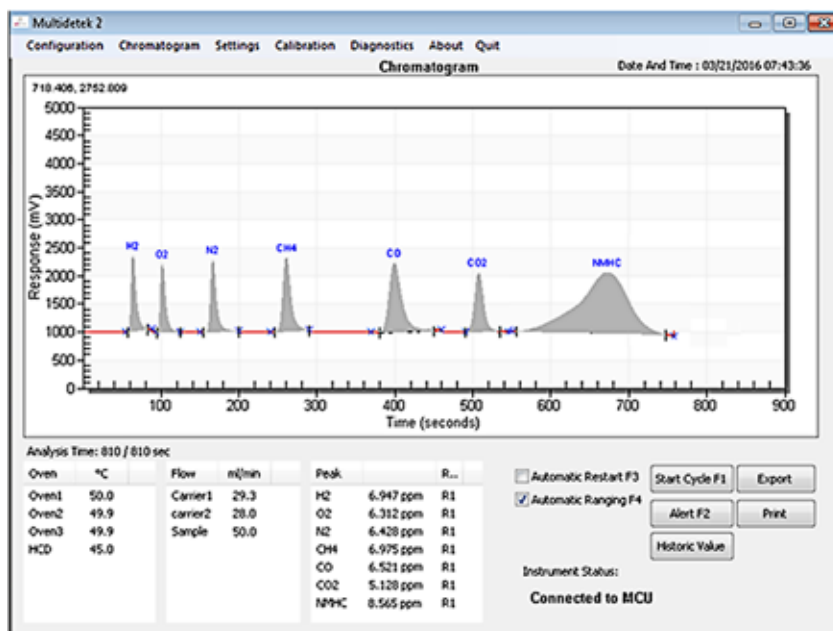 Multidetek 2
Configuration Chromatogram Settings Calibration Diagnostics About Quit
Chromatogram
Date And Time : 03/21/2016 07:43:36
718.406, 2752.809
5000
4500
4000
3500
3000
2500
2000
1500
1000
500
0
Response (mV)
H2 O2 N2 CH4 CO CO2 NMHC
100 200 300 400 500 600 700 800 900
Time (seconds)
Analysis Time: 810 / 810 sec
Oven °C
Oven1 50.0
Oven2 49.9
Oven3 49.9
HCD 45.0
Flow ml/min
Carrier1 29.3
carrier2 28.0
Sample 50.0
Peak R...
H2 6.947 ppm R1
O2 6.312 ppm R1
N2 6.428 ppm R1
CH4 6.975 ppm R1
CO 6.521 ppm R1
CO2 5.128 ppm R1
NMHC 8.565 ppm R1
Automatic Restart F3
Automatic Ranging F4
Start Cycle F1 Export
Alert F2 Print
Historic Value
Instrument Status:
Connected to MCU